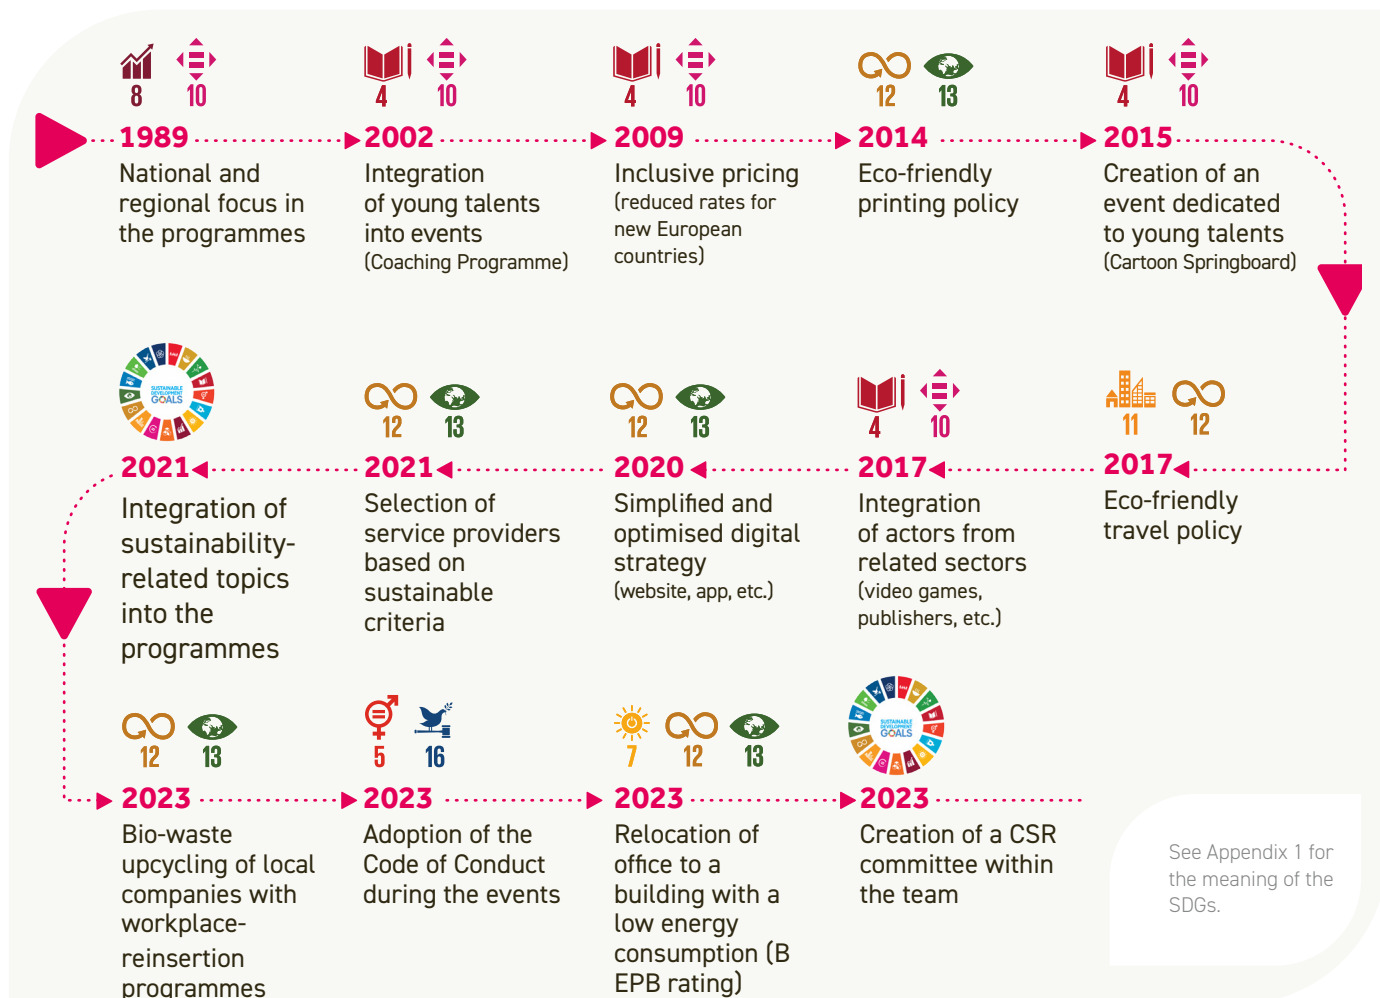 8 10
1989
National and
regional focus in
the programmes
4 10
2002
Integration
of young talents
into events
(Coaching Programme)
4 10
2009
Inclusive pricing
(reduced rates for
new European
countries)
12 13
2014
Eco-friendly
printing policy
4 10
2015
Creation of an
event dedicated
to young talents
(Cartoon Springboard)
11 12
2017
Eco-friendly
travel policy
4 10
2017
Integration
of actors from
related sectors
(video games,
publishers, etc.)
12 13
2020
Simplified and
optimised digital
strategy
(website, app, etc.)
12 13
2021
Selection of
service providers
based on
sustainable
criteria
SUSTAINABLE
DEVELOPMENT
GOALS
2021
Integration of
sustainability-
related topics
into the
programmes
12 13
2023
Bio-waste
upcycling of local
companies with
workplace-
reinsertion
programmes
5 16
2023
Adoption of the
Code of Conduct
during the events
7 12 13
2023
Relocation of
office to a
building with a
low energy
consumption (B
EPB rating)
SUSTAINABLE
DEVELOPMENT
GOALS
2023
Creation of a CSR
committee within
the team
See Appendix 1 for
the meaning of the
SDGs.